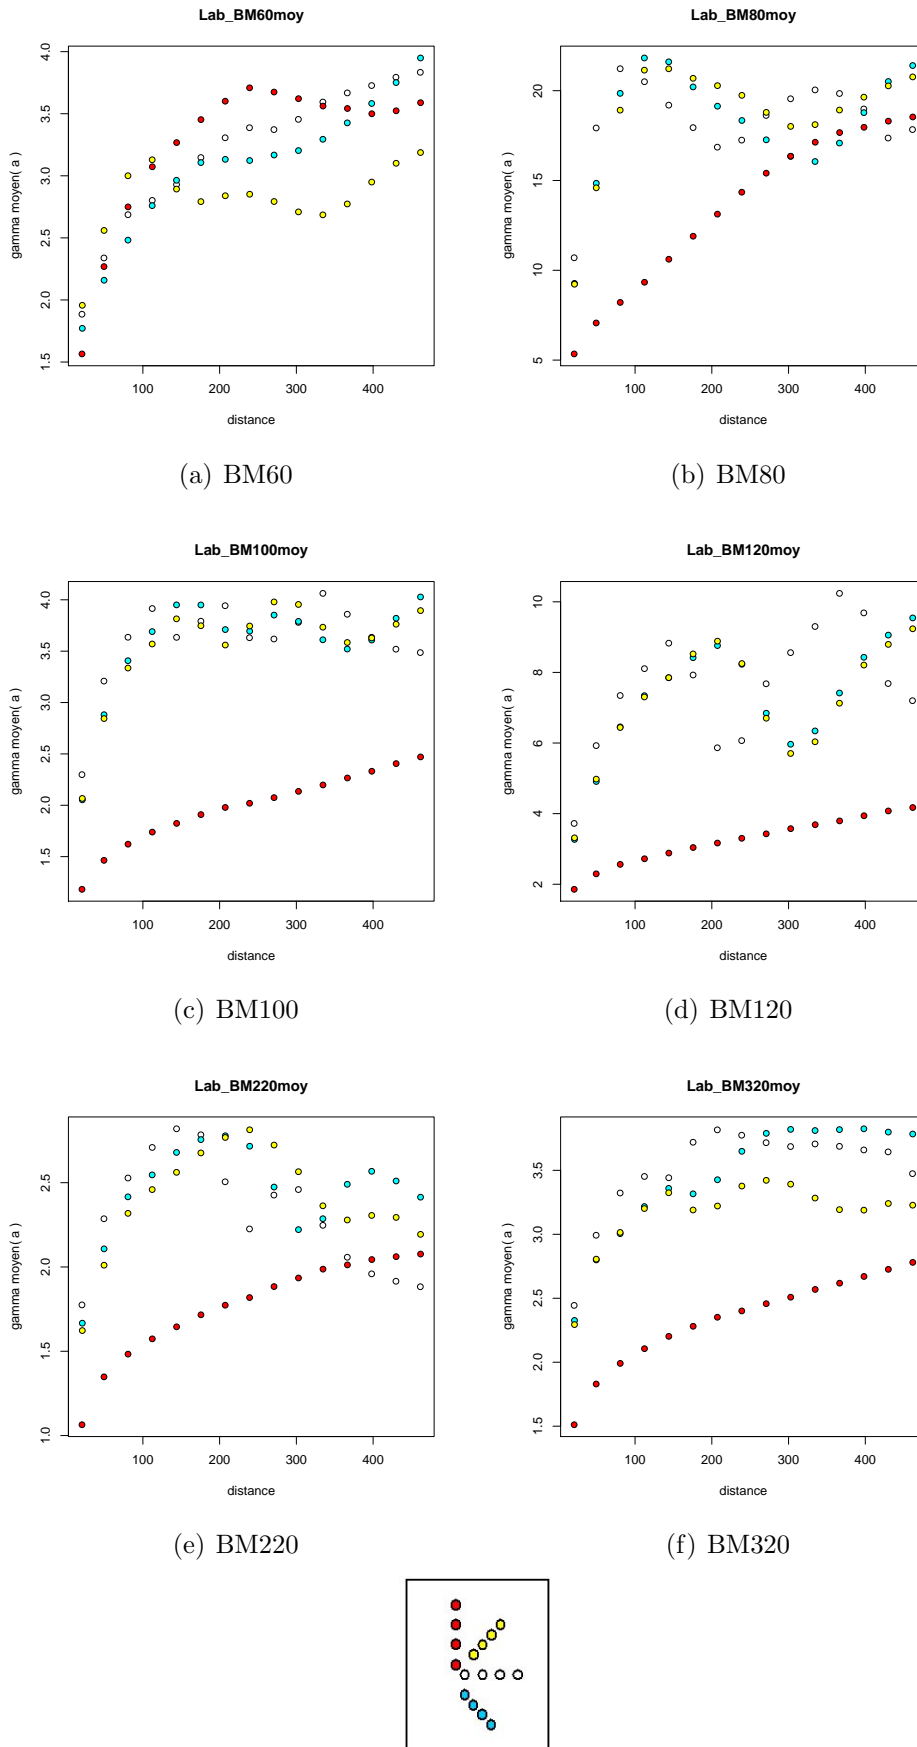 Lab_BM60moy
gamma moyen( a )
1.5 2.0 2.5 3.0 3.5 4.0
100 200 300 400
distance
(a) BM60
Lab_BM80moy
gamma moyen( a )
5 10 15 20
100 200 300 400
distance
(b) BM80
Lab_BM100moy
gamma moyen( a )
1.5 2.0 2.5 3.0 3.5 4.0
100 200 300 400
distance
(c) BM100
Lab_BM120moy
gamma moyen( a )
2 4 6 8 10
100 200 300 400
distance
(d) BM120
Lab_BM220moy
gamma moyen( a )
1.0 1.5 2.0 2.5
100 200 300 400
distance
(e) BM220
Lab_BM320moy
gamma moyen( a )
1.5 2.0 2.5 3.0 3.5
100 200 300 400
distance
(f) BM320